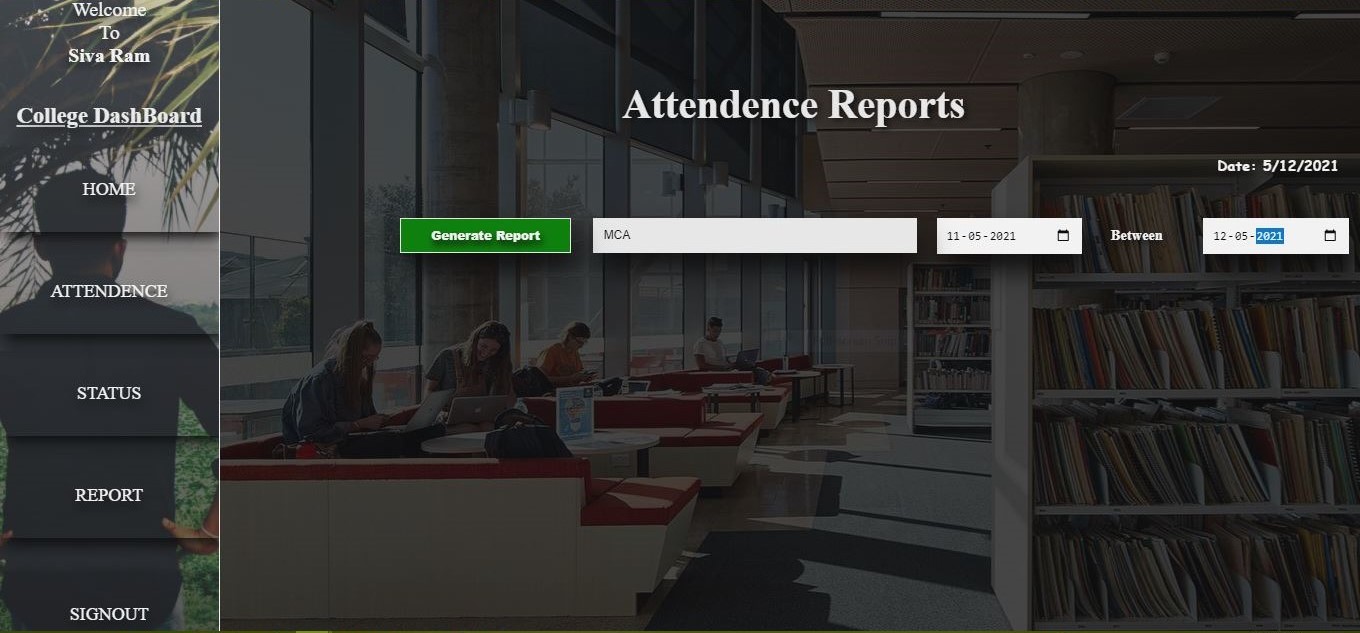 Welcome
To
Siva Ram
College DashBoard
HOME
ATTENDENCE
STATUS
REPORT
SIGNOUT
Attendence Reports
Date: 5/12/2021
Generate Report MCA 11-05-2021 Between 12-05-2021